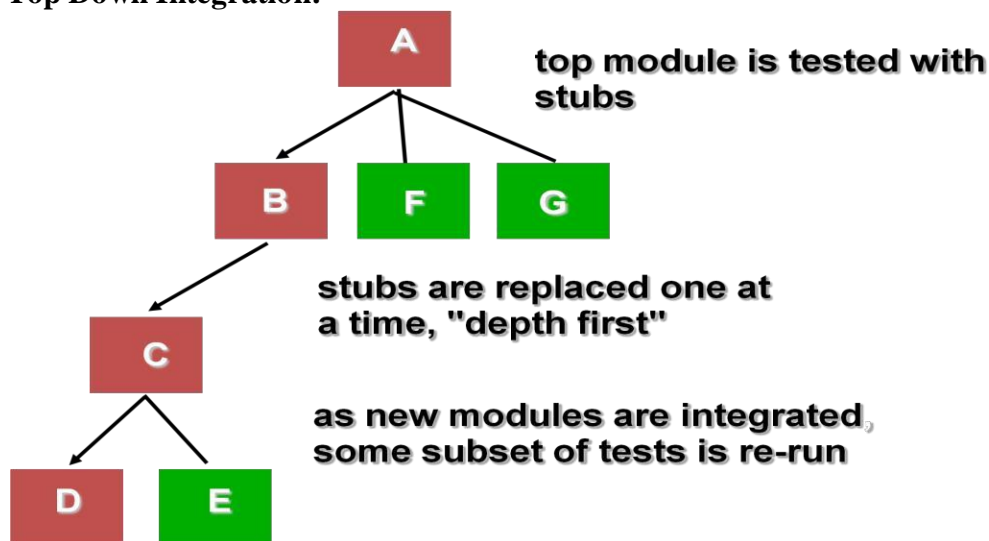 Top Down Integration:
A
top module is tested with
stubs
B
F
G
stubs are replaced one at
a time, "depth first"
C
as new modules are integrated,
some subset of tests is re-run
D
E